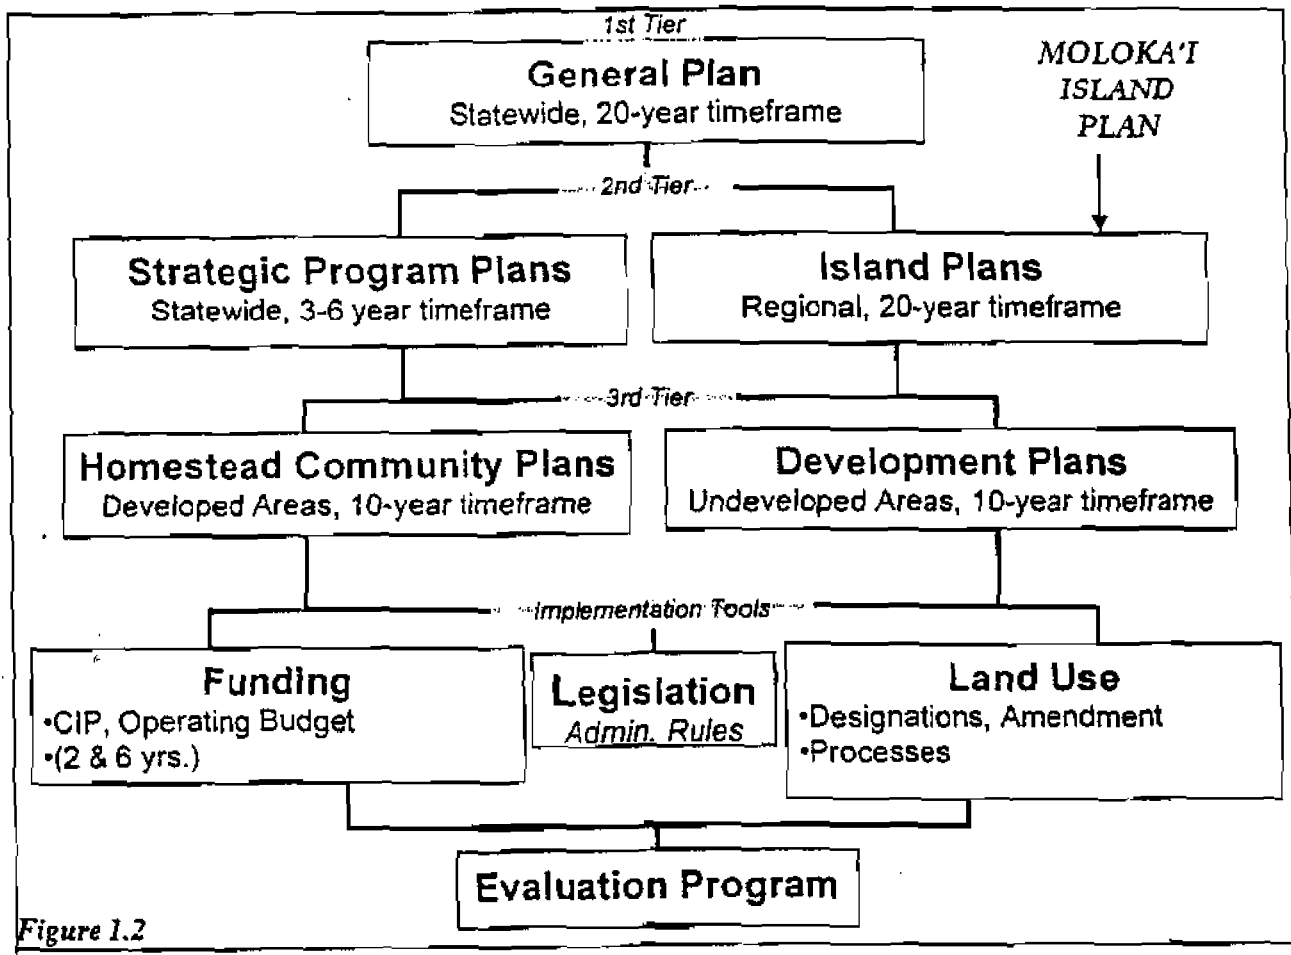 1st Tier
General Plan
Statewide, 20-year timeframe
MOLOKA'I
ISLAND
PLAN
2nd Tier
Strategic Program Plans
Statewide, 3-6 year timeframe
Island Plans
Regional, 20-year timeframe
3rd Tier
Homestead Community Plans
Developed Areas, 10-year timeframe
Development Plans
Undeveloped Areas, 10-year timeframe
Implementation Tools
Funding
•CIP, Operating Budget
•(2 & 6 yrs.)
Legislation
Admin. Rules
Land Use
•Designations, Amendment
•Processes
Evaluation Program
Figure 1.2